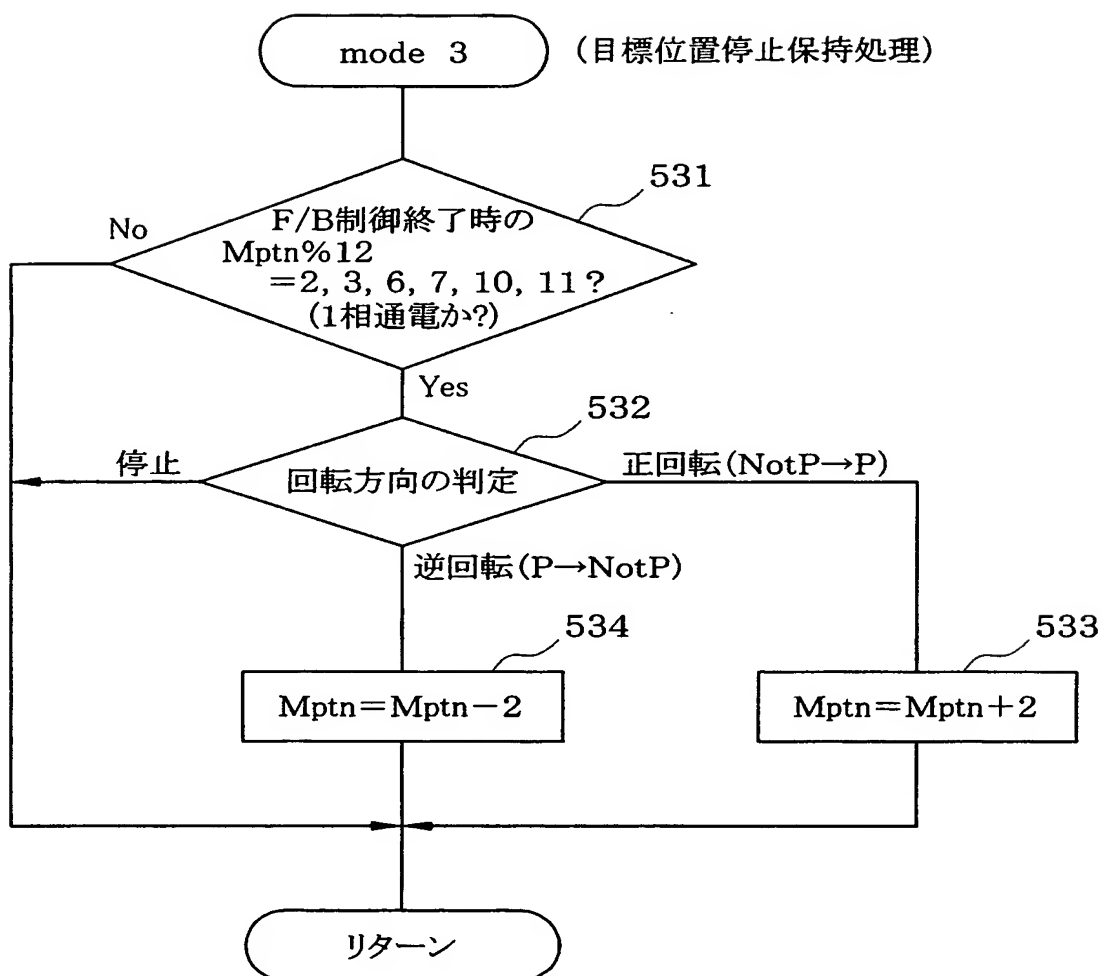 mode 3
(目標位置停止保持処理)
531
No
F/B制御終了時の
Mptn%12
=2, 3, 6, 7, 10, 11?
(1相通電か?)
Yes
532
停止
回転方向の判定
正回転(NotP→P)
逆回転(P→NotP)
534
533
Mptn=Mptn-2
Mptn=Mptn+2
リターン